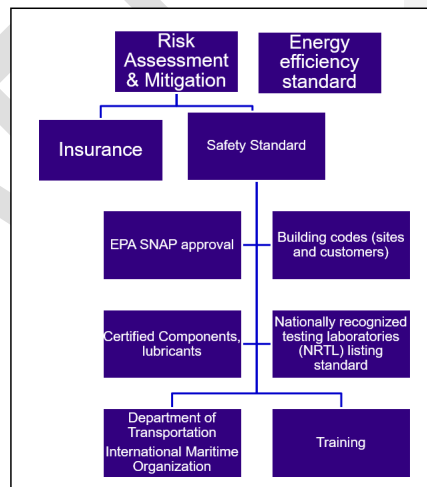 Risk
Assessment
& Mitigation
Energy
efficiency
standard
Insurance
Safety Standard
EPA SNAP approval
Building codes (sites
and customers)
Certified Components,
lubricants
Nationally recognized
testing laboratories
(NRTL) listing
standard
Department of
Transportation
International Maritime
Organization
Training